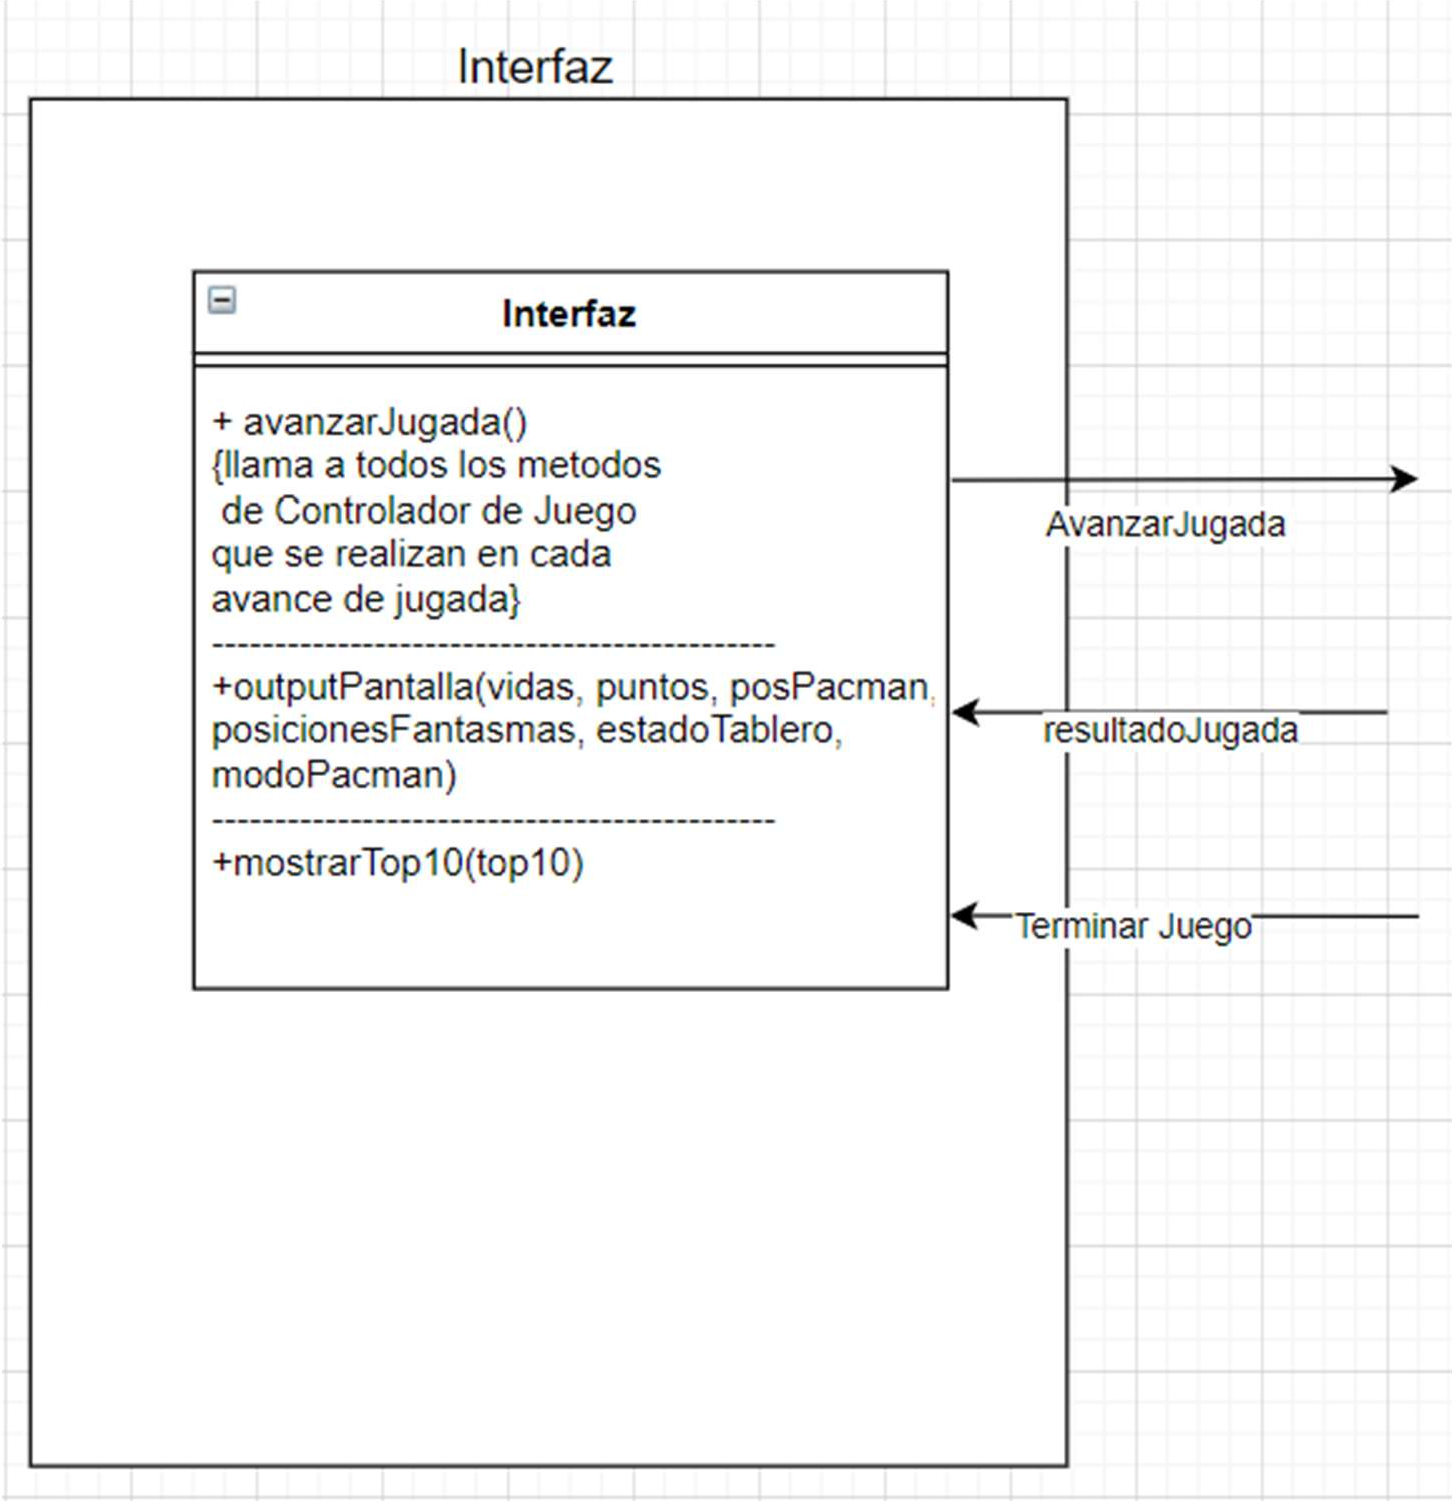 Interfaz
Interfaz
+ avanzarJugada()
{llama a todos los metodos
de Controlador de Juego
que se realizan en cada
avance de jugada}
---------------------------------------------
+outputPantalla(vidas, puntos, posPacman,
posicionesFantasmas, estadoTablero,
modoPacman)
---------------------------------------------
+mostrarTop10(top10)
AvanzarJugada
resultadoJugada
Terminar Juego